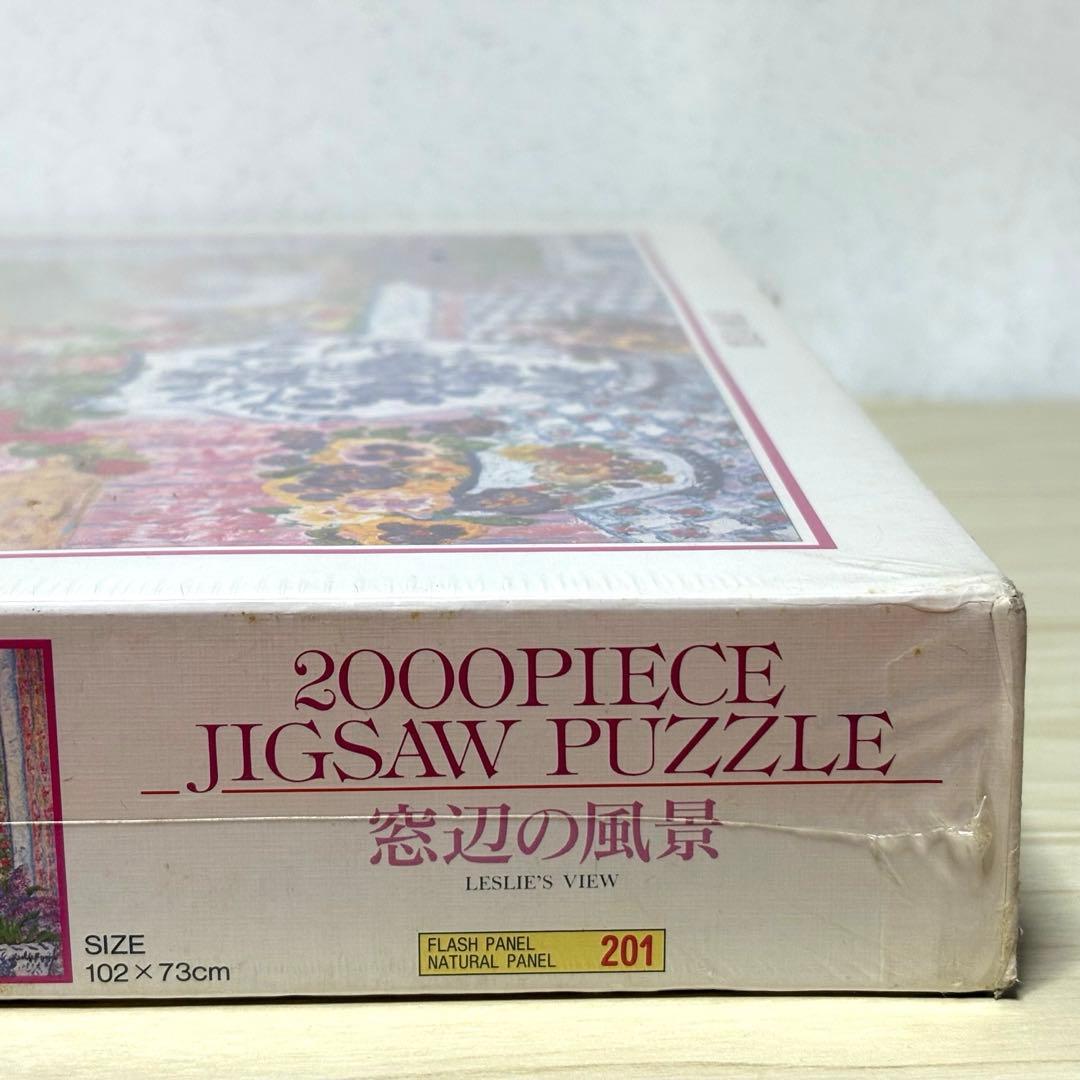 2000PIECE
JIGSAW PUZZLE
窓辺の風景
LESLIE'S VIEW
SIZE
102×73cm
FLASH PANEL
NATURAL PANEL 201